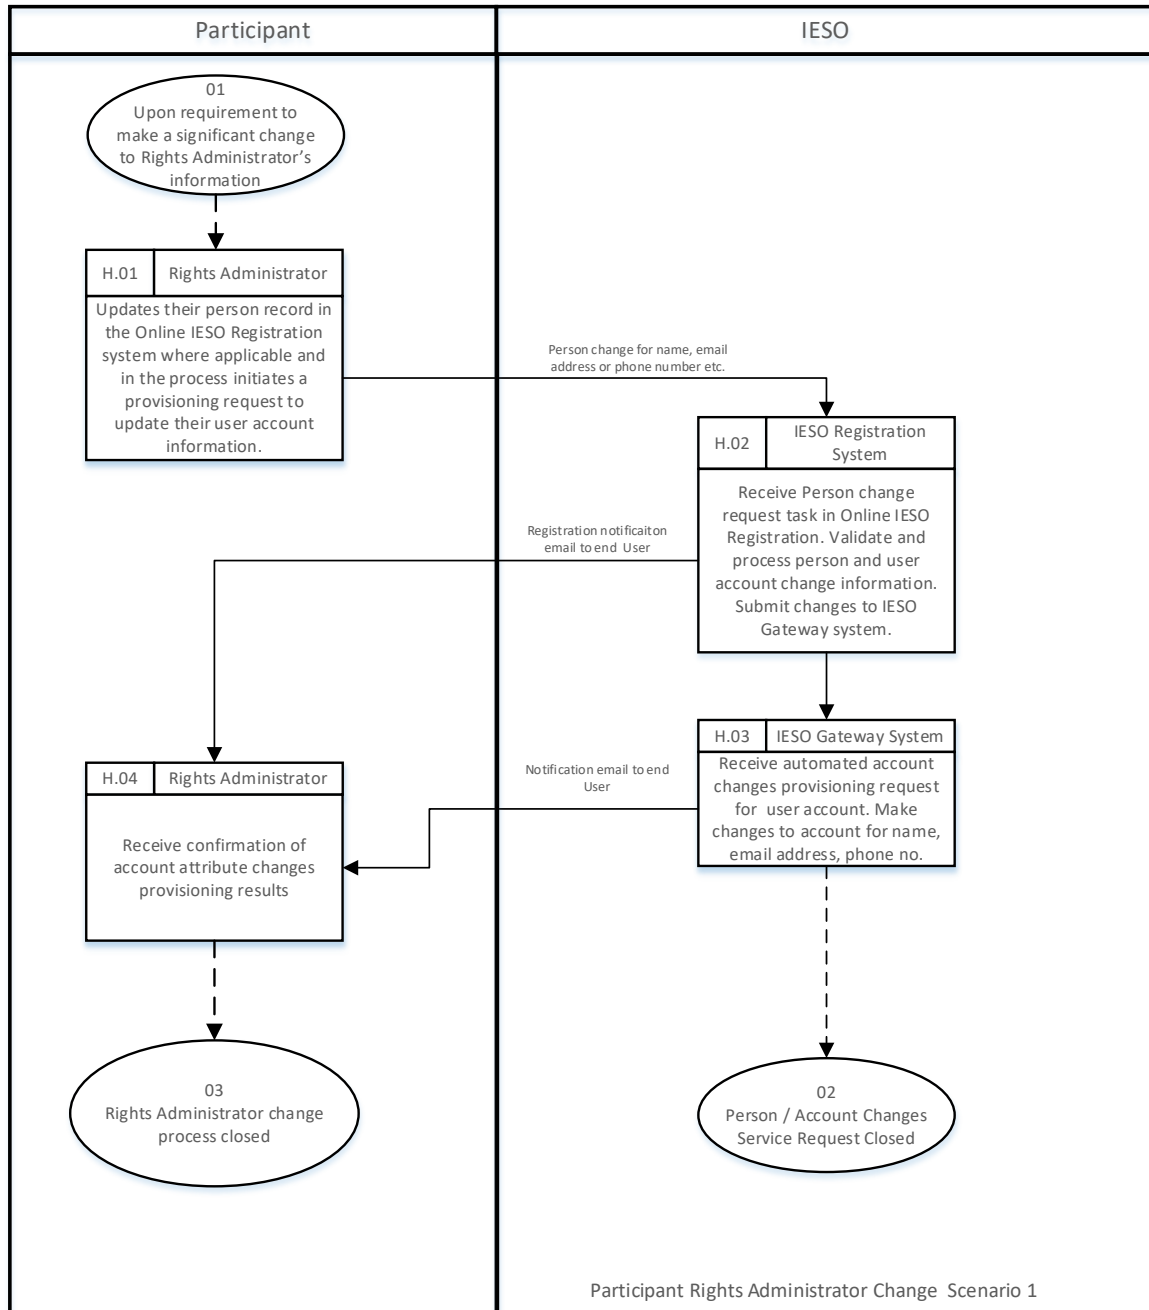 Participant
IESO
01
Upon requirement to
make a significant change
to Rights Administrator’s
information
H.01
Rights Administrator
Updates their person record in
the Online IESO Registration
system where applicable and
in the process initiates a
provisioning request to
update their user account
information.
Person change for name, email
address or phone number etc.
H.02
IESO Registration
System
Receive Person change
request task in Online IESO
Registration. Validate and
process person and user
account change information.
Submit changes to IESO
Gateway system.
Registration notificaiton
email to end User
H.03
IESO Gateway System
Receive automated account
changes provisioning request
for user account. Make
changes to account for name,
email address, phone no.
Notification email to end
User
H.04
Rights Administrator
Receive confirmation of
account attribute changes
provisioning results
03
Rights Administrator change
process closed
02
Person / Account Changes
Service Request Closed
Participant Rights Administrator Change Scenario 1